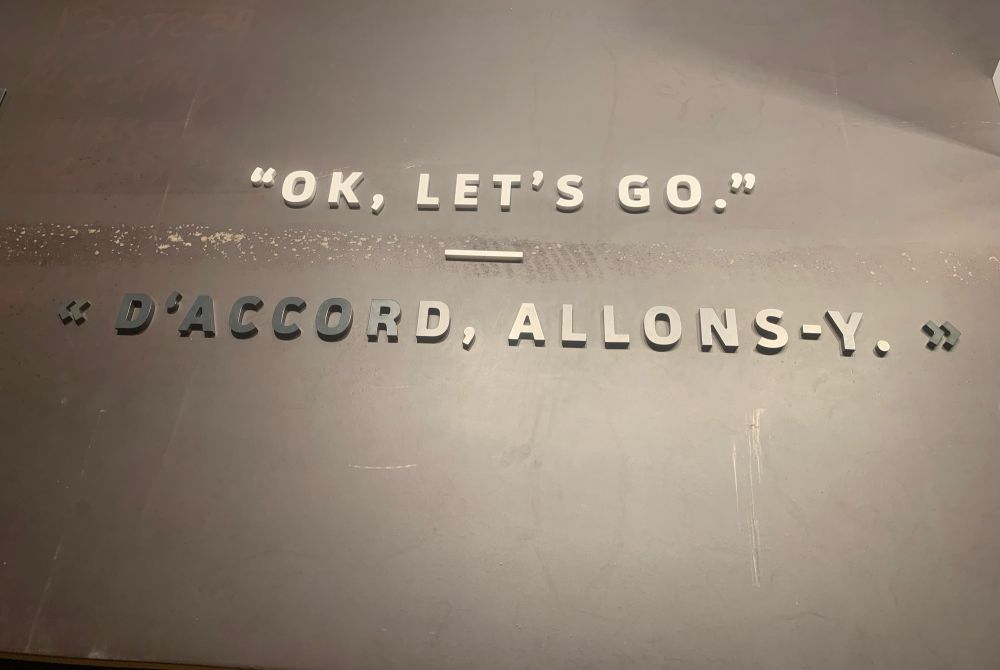 “OK, LET’S GO.”
« D‘ACCORD, ALLONS-Y. »